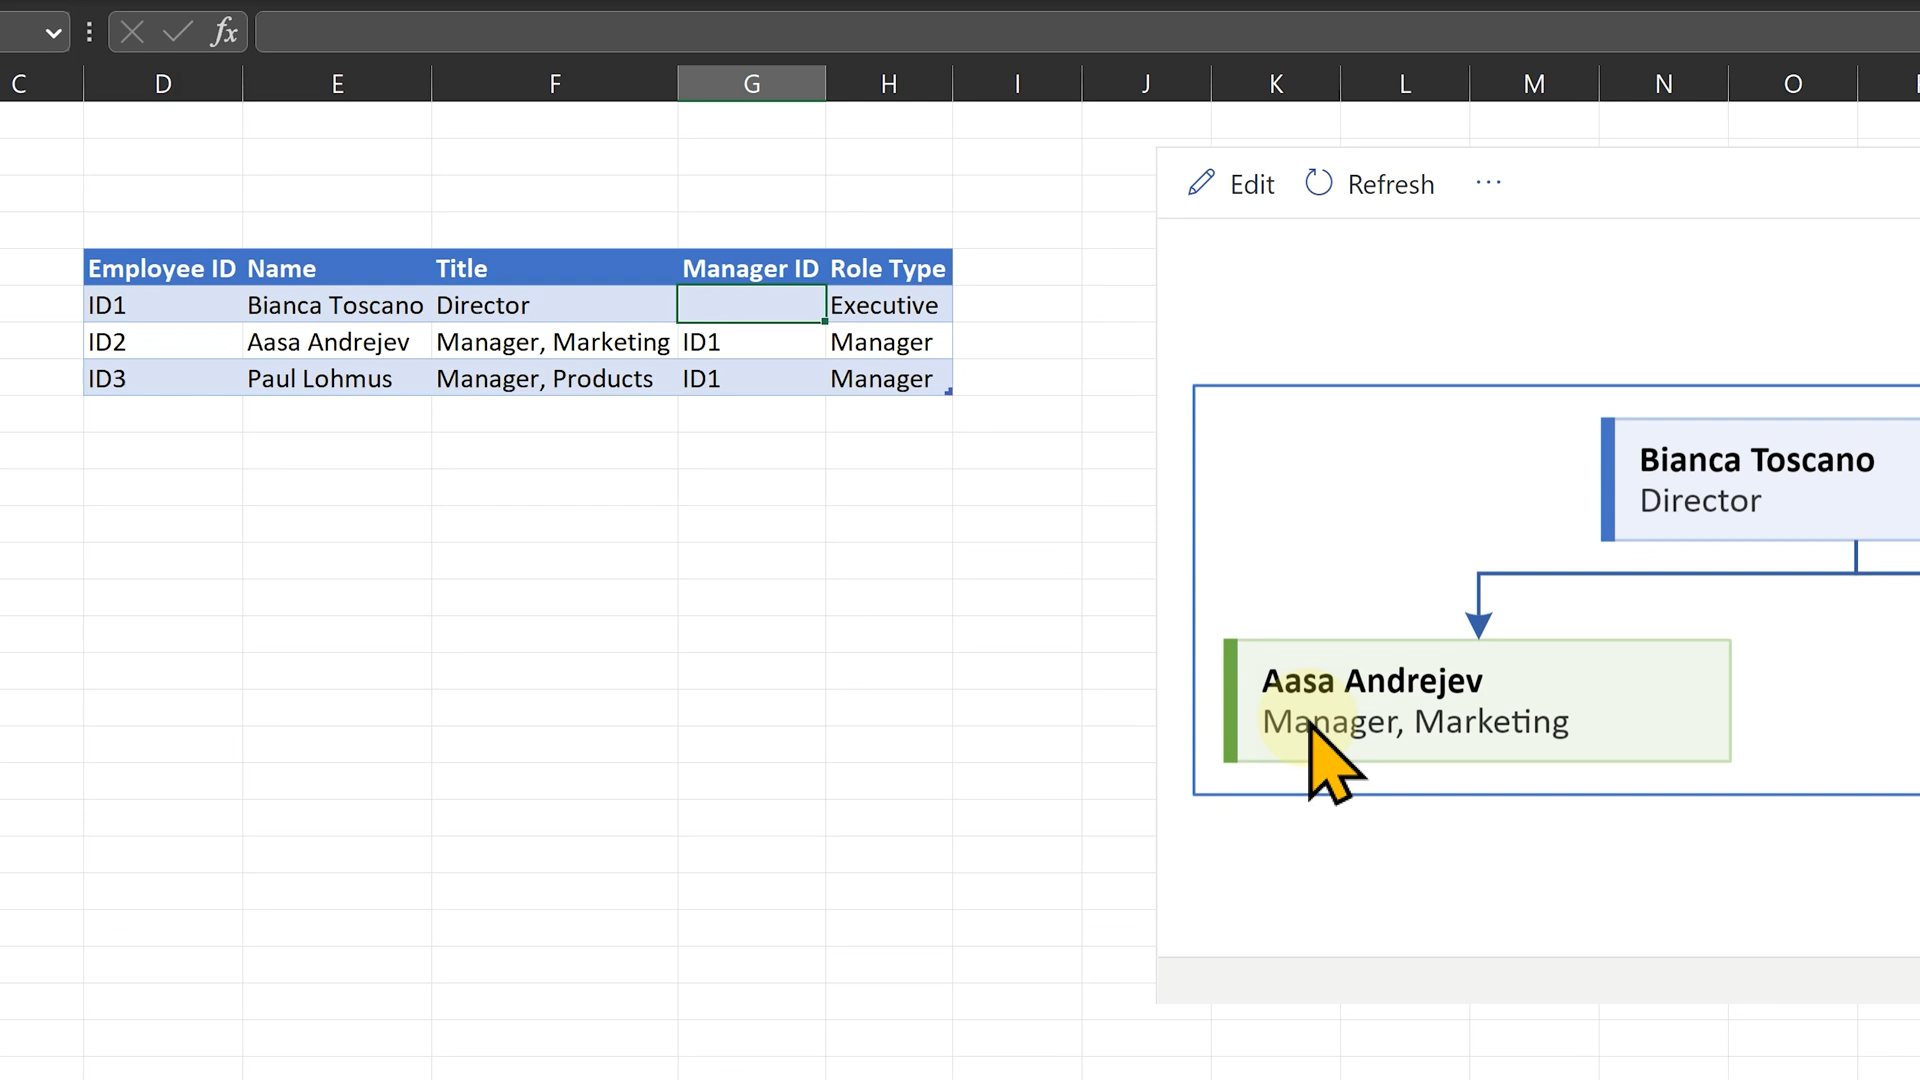 fx
C D E F G H I J K L M N O
Edit Refresh ...
Employee ID Name Title Manager ID Role Type
ID1 Bianca Toscano Director Executive
ID2 Aasa Andrejev Manager, Marketing ID1 Manager
ID3 Paul Lohmus Manager, Products ID1 Manager
Bianca Toscano
Director
Aasa Andrejev
Manager, Marketing